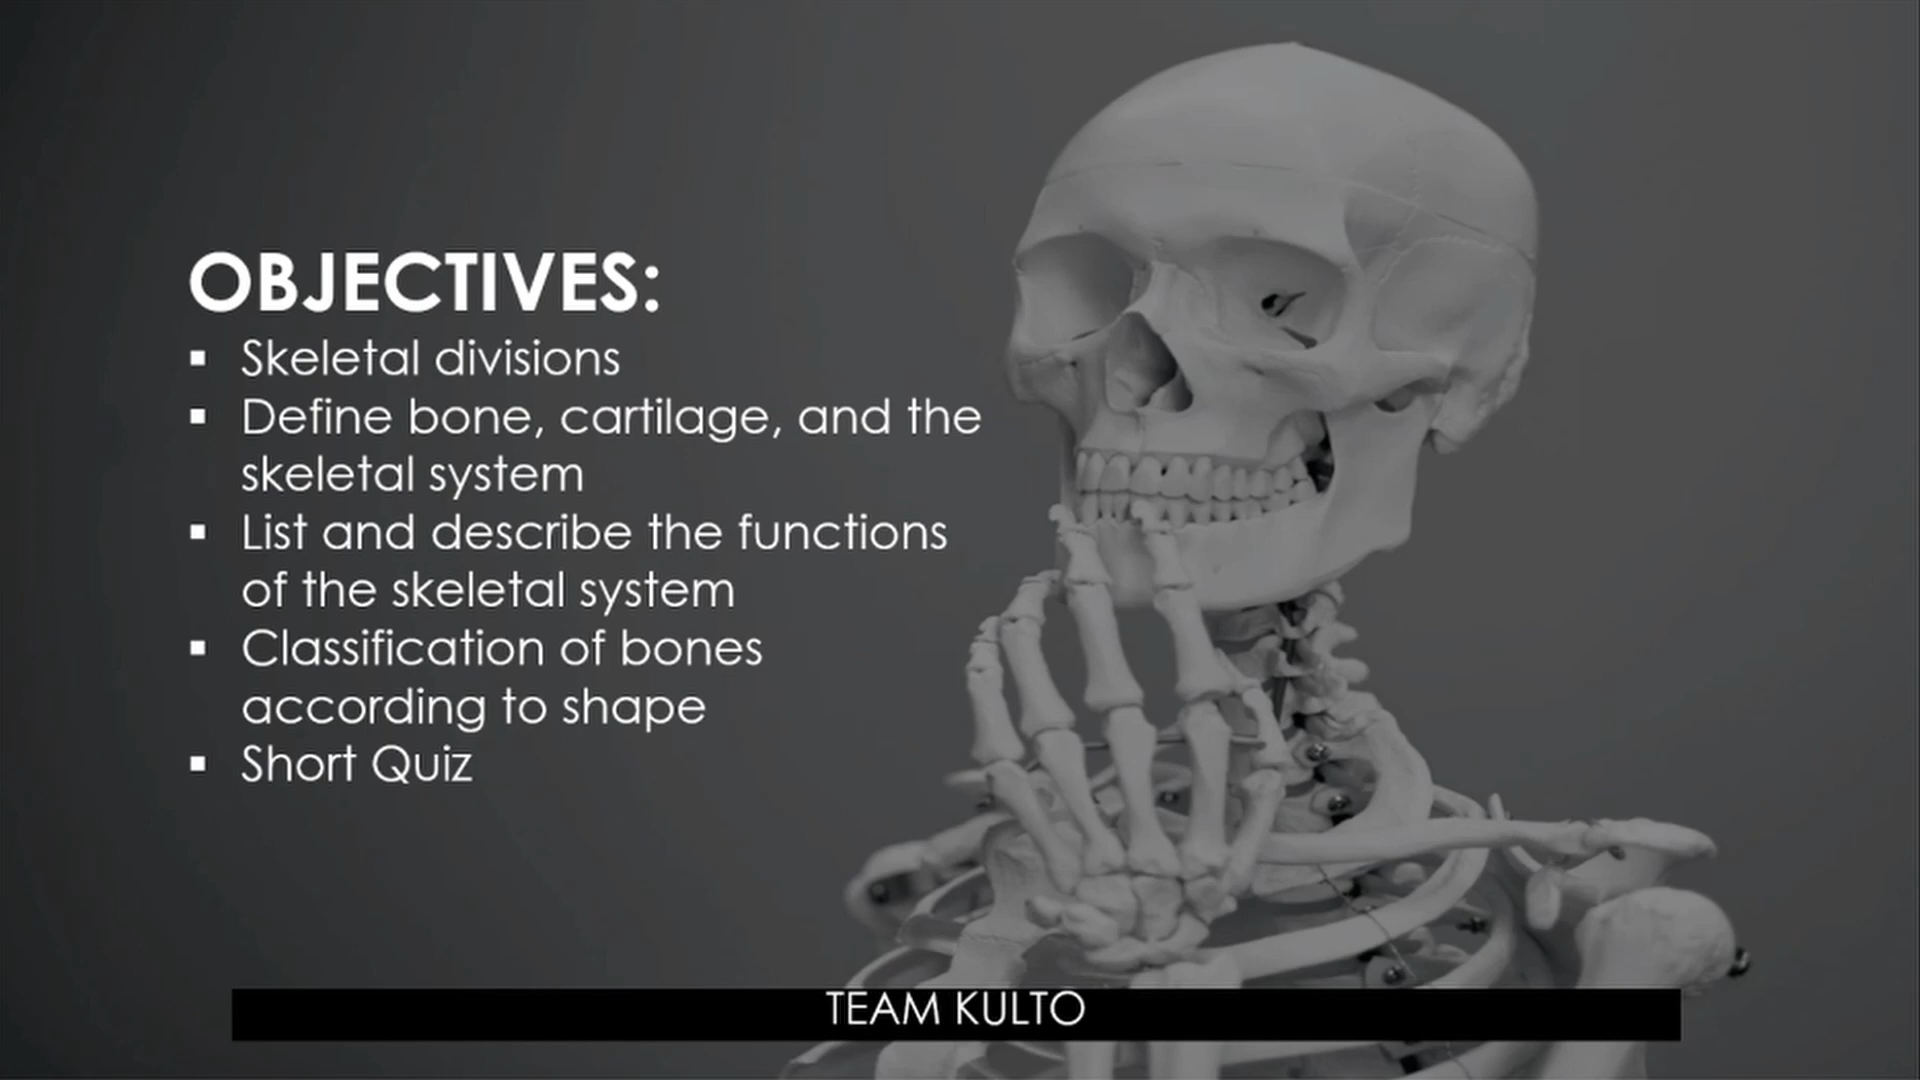 OBJECTIVES:
▪ Skeletal divisions
▪ Define bone, cartilage, and the
skeletal system
▪ List and describe the functions
of the skeletal system
▪ Classification of bones
according to shape
▪ Short Quiz
TEAM KULTO